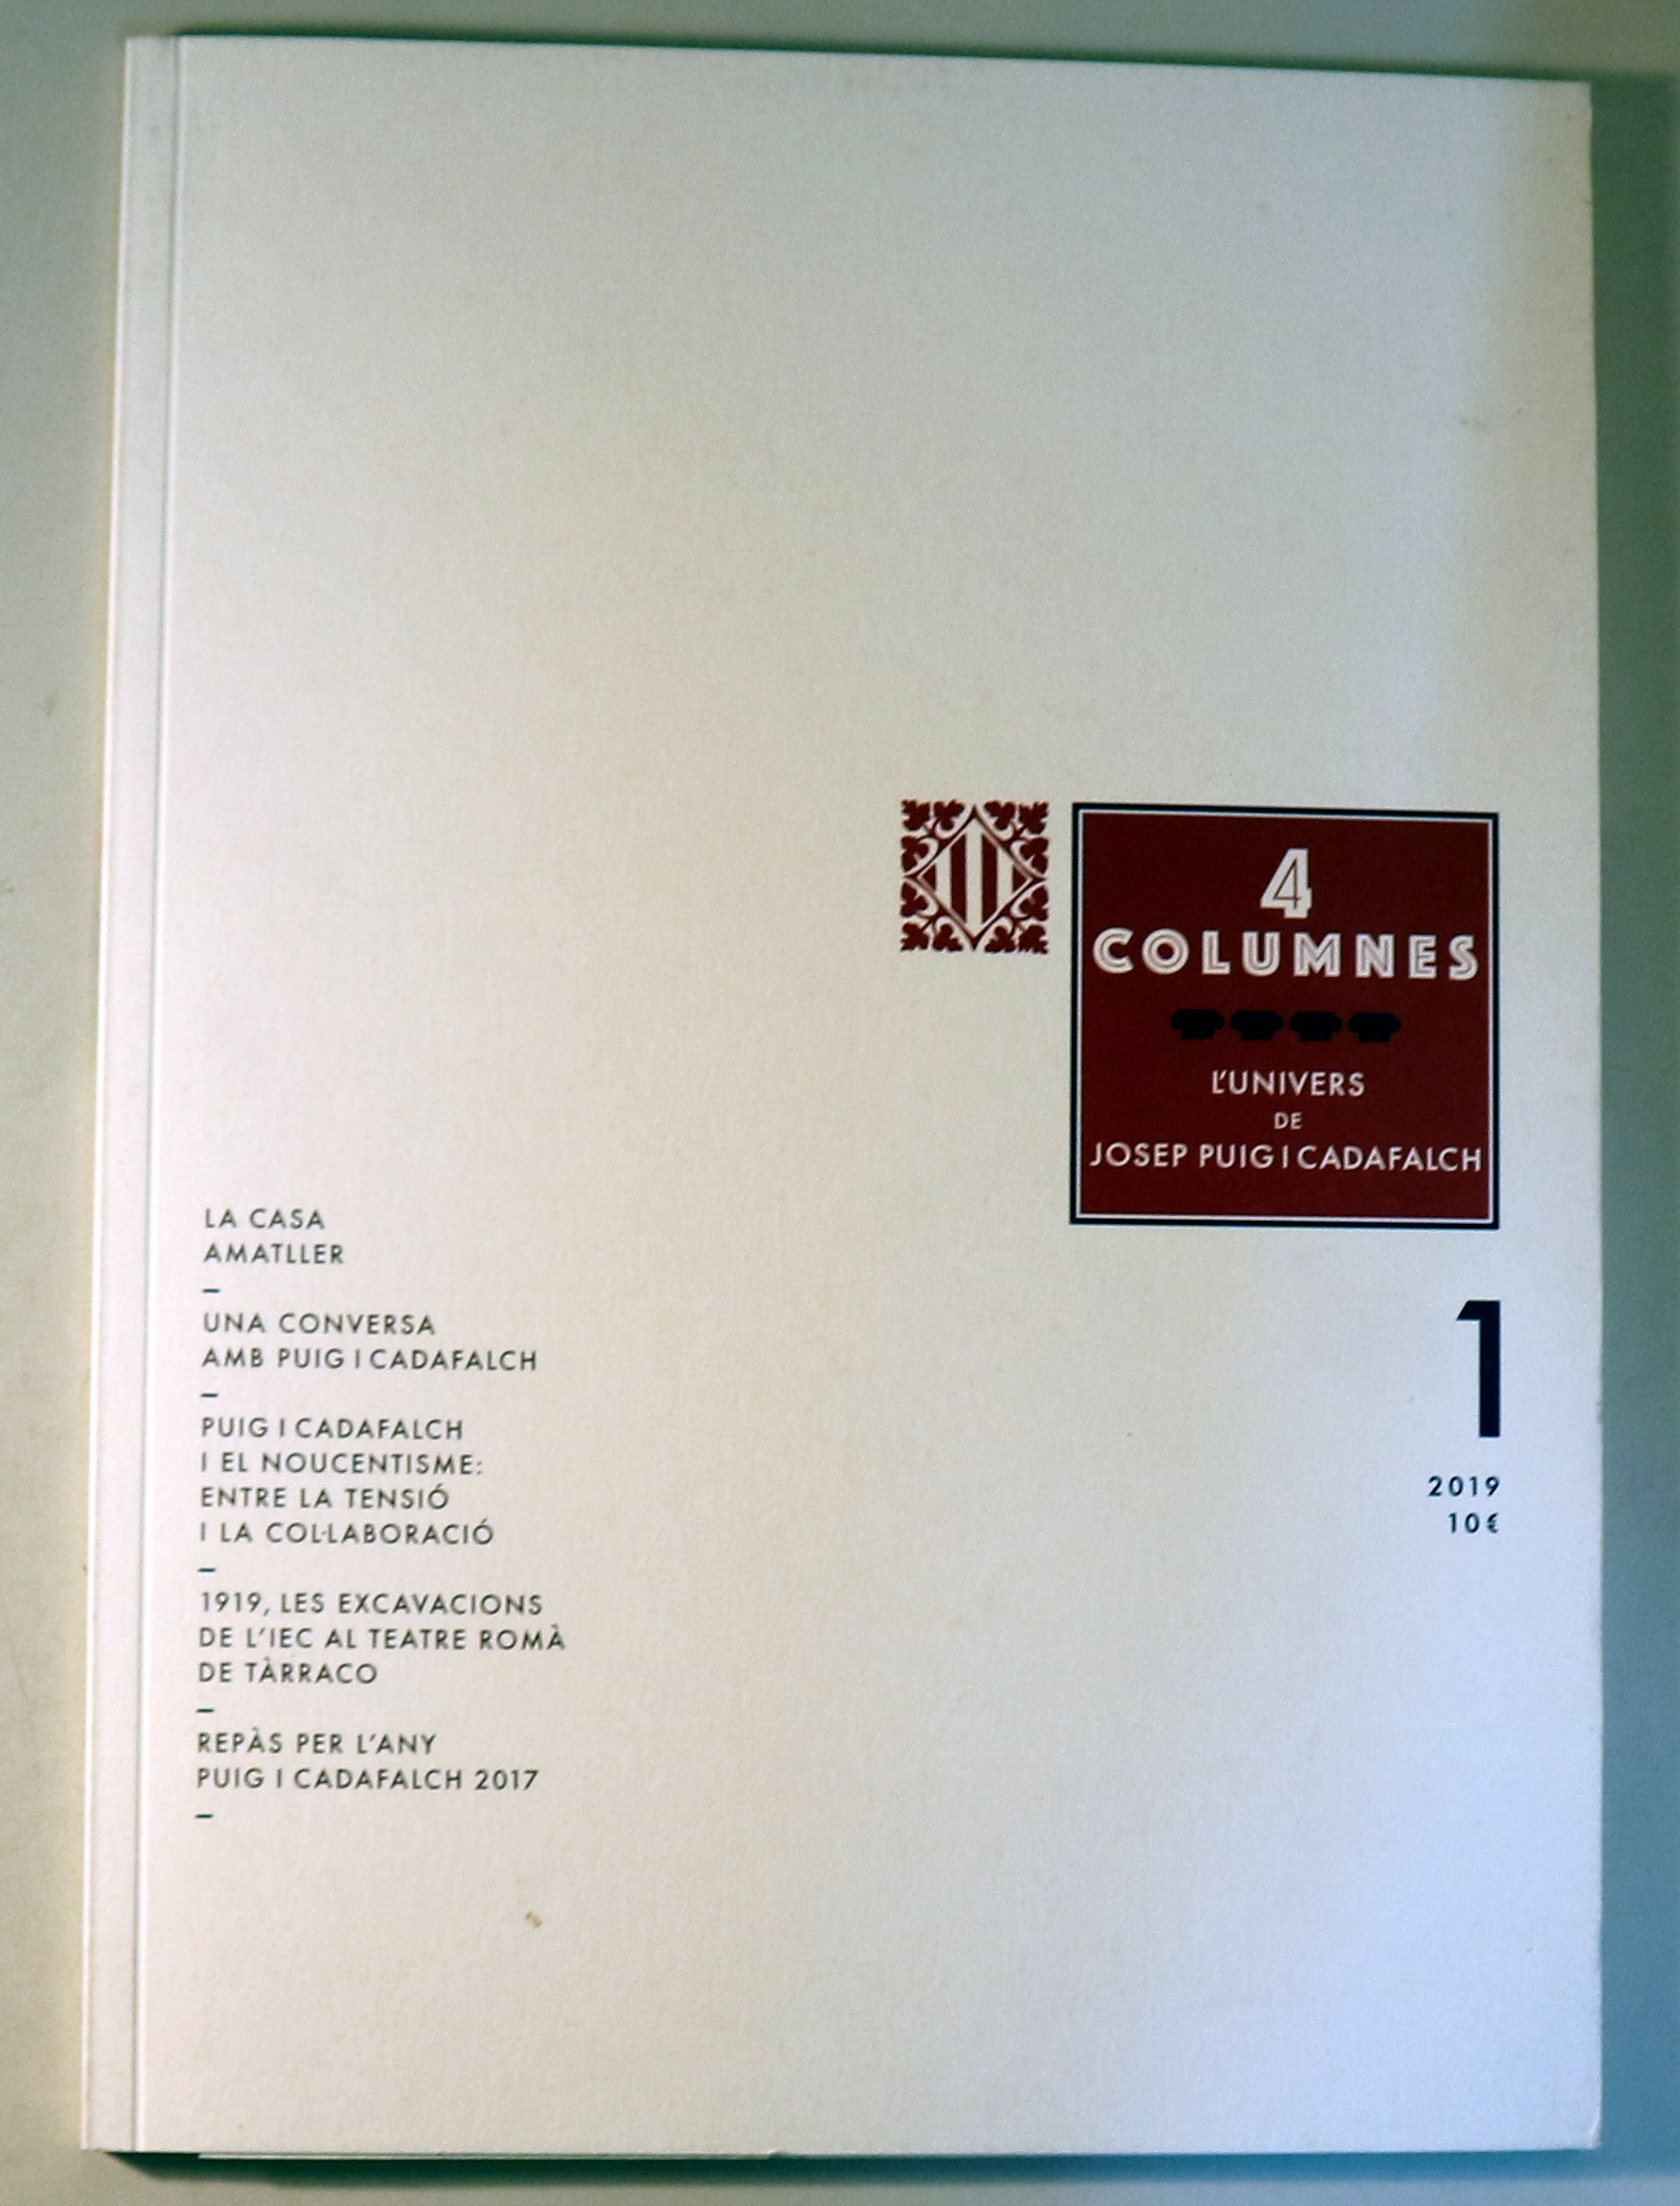 4
COLUMNES
L'UNIVERS
DE
JOSEP PUIG I CADAFALCH
1
2019
10€
LA CASA
AMATLLER
–
UNA CONVERSA
AMB PUIG I CADAFALCH
–
PUIG I CADAFALCH
I EL NOUCENTISME:
ENTRE LA TENSIÓ
I LA COL·LABORACIÓ
–
1919, LES EXCAVACIONS
DE L'IEC AL TEATRE ROMÀ
DE TÀRRACO
–
REPÀS PER L'ANY
PUIG I CADAFALCH 2017
–